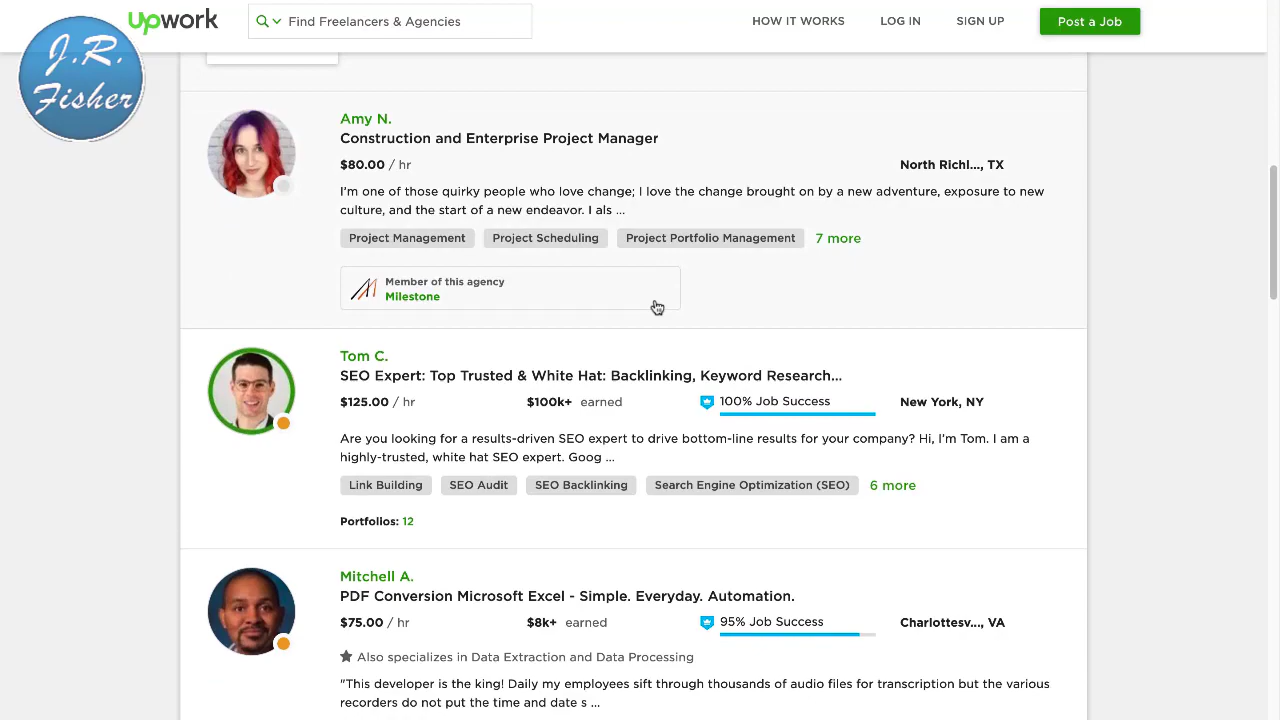 upwork
Find Freelancers & Agencies
HOW IT WORKS
LOG IN
SIGN UP
Post a Job
J.R.
Fisher
Amy N.
Construction and Enterprise Project Manager
$80.00 / hr
North Richl..., TX
I'm one of those quirky people who love change; I love the change brought on by a new adventure, exposure to new
culture, and the start of a new endeavor. I als ...
Project Management
Project Scheduling
Project Portfolio Management
7 more
Member of this agency
Milestone
Tom C.
SEO Expert: Top Trusted & White Hat: Backlinking, Keyword Research...
$125.00 / hr
$100k+ earned
100% Job Success
New York, NY
Are you looking for a results-driven SEO expert to drive bottom-line results for your company? Hi, I'm Tom. I am a
highly-trusted, white hat SEO expert. Goog ...
Link Building
SEO Audit
SEO Backlinking
Search Engine Optimization (SEO)
6 more
Portfolios: 12
Mitchell A.
PDF Conversion Microsoft Excel - Simple. Everyday. Automation.
$75.00 / hr
$8k+ earned
95% Job Success
Charlottesv..., VA
Also specializes in Data Extraction and Data Processing
"This developer is the king! Daily my employees sift through thousands of audio files for transcription but the various
recorders do not put the time and date s ...